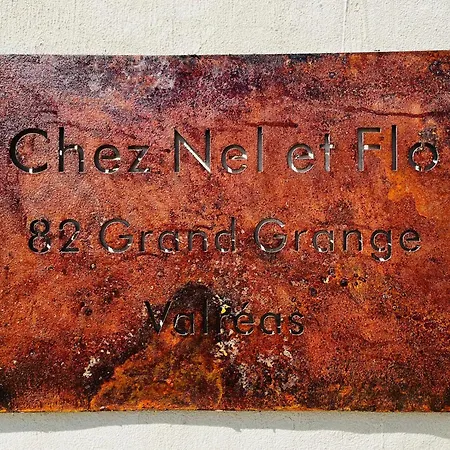 Chez Nel et Flo
82 Grand Grange
Valréas